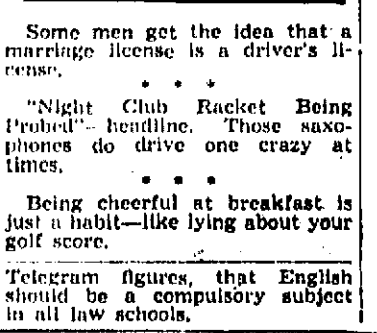 Some men get the idea that a
marriage license is a driver's li-
cense.
* * *
"Night Club Racket Being
Probed"—headline. Those saxo-
phones do drive one crazy at
times.
* * *
Being cheerful at breakfast is
just a habit—like lying about your
golf score.
Telegram figures, that English
should be a compulsory subject
in all law schools.